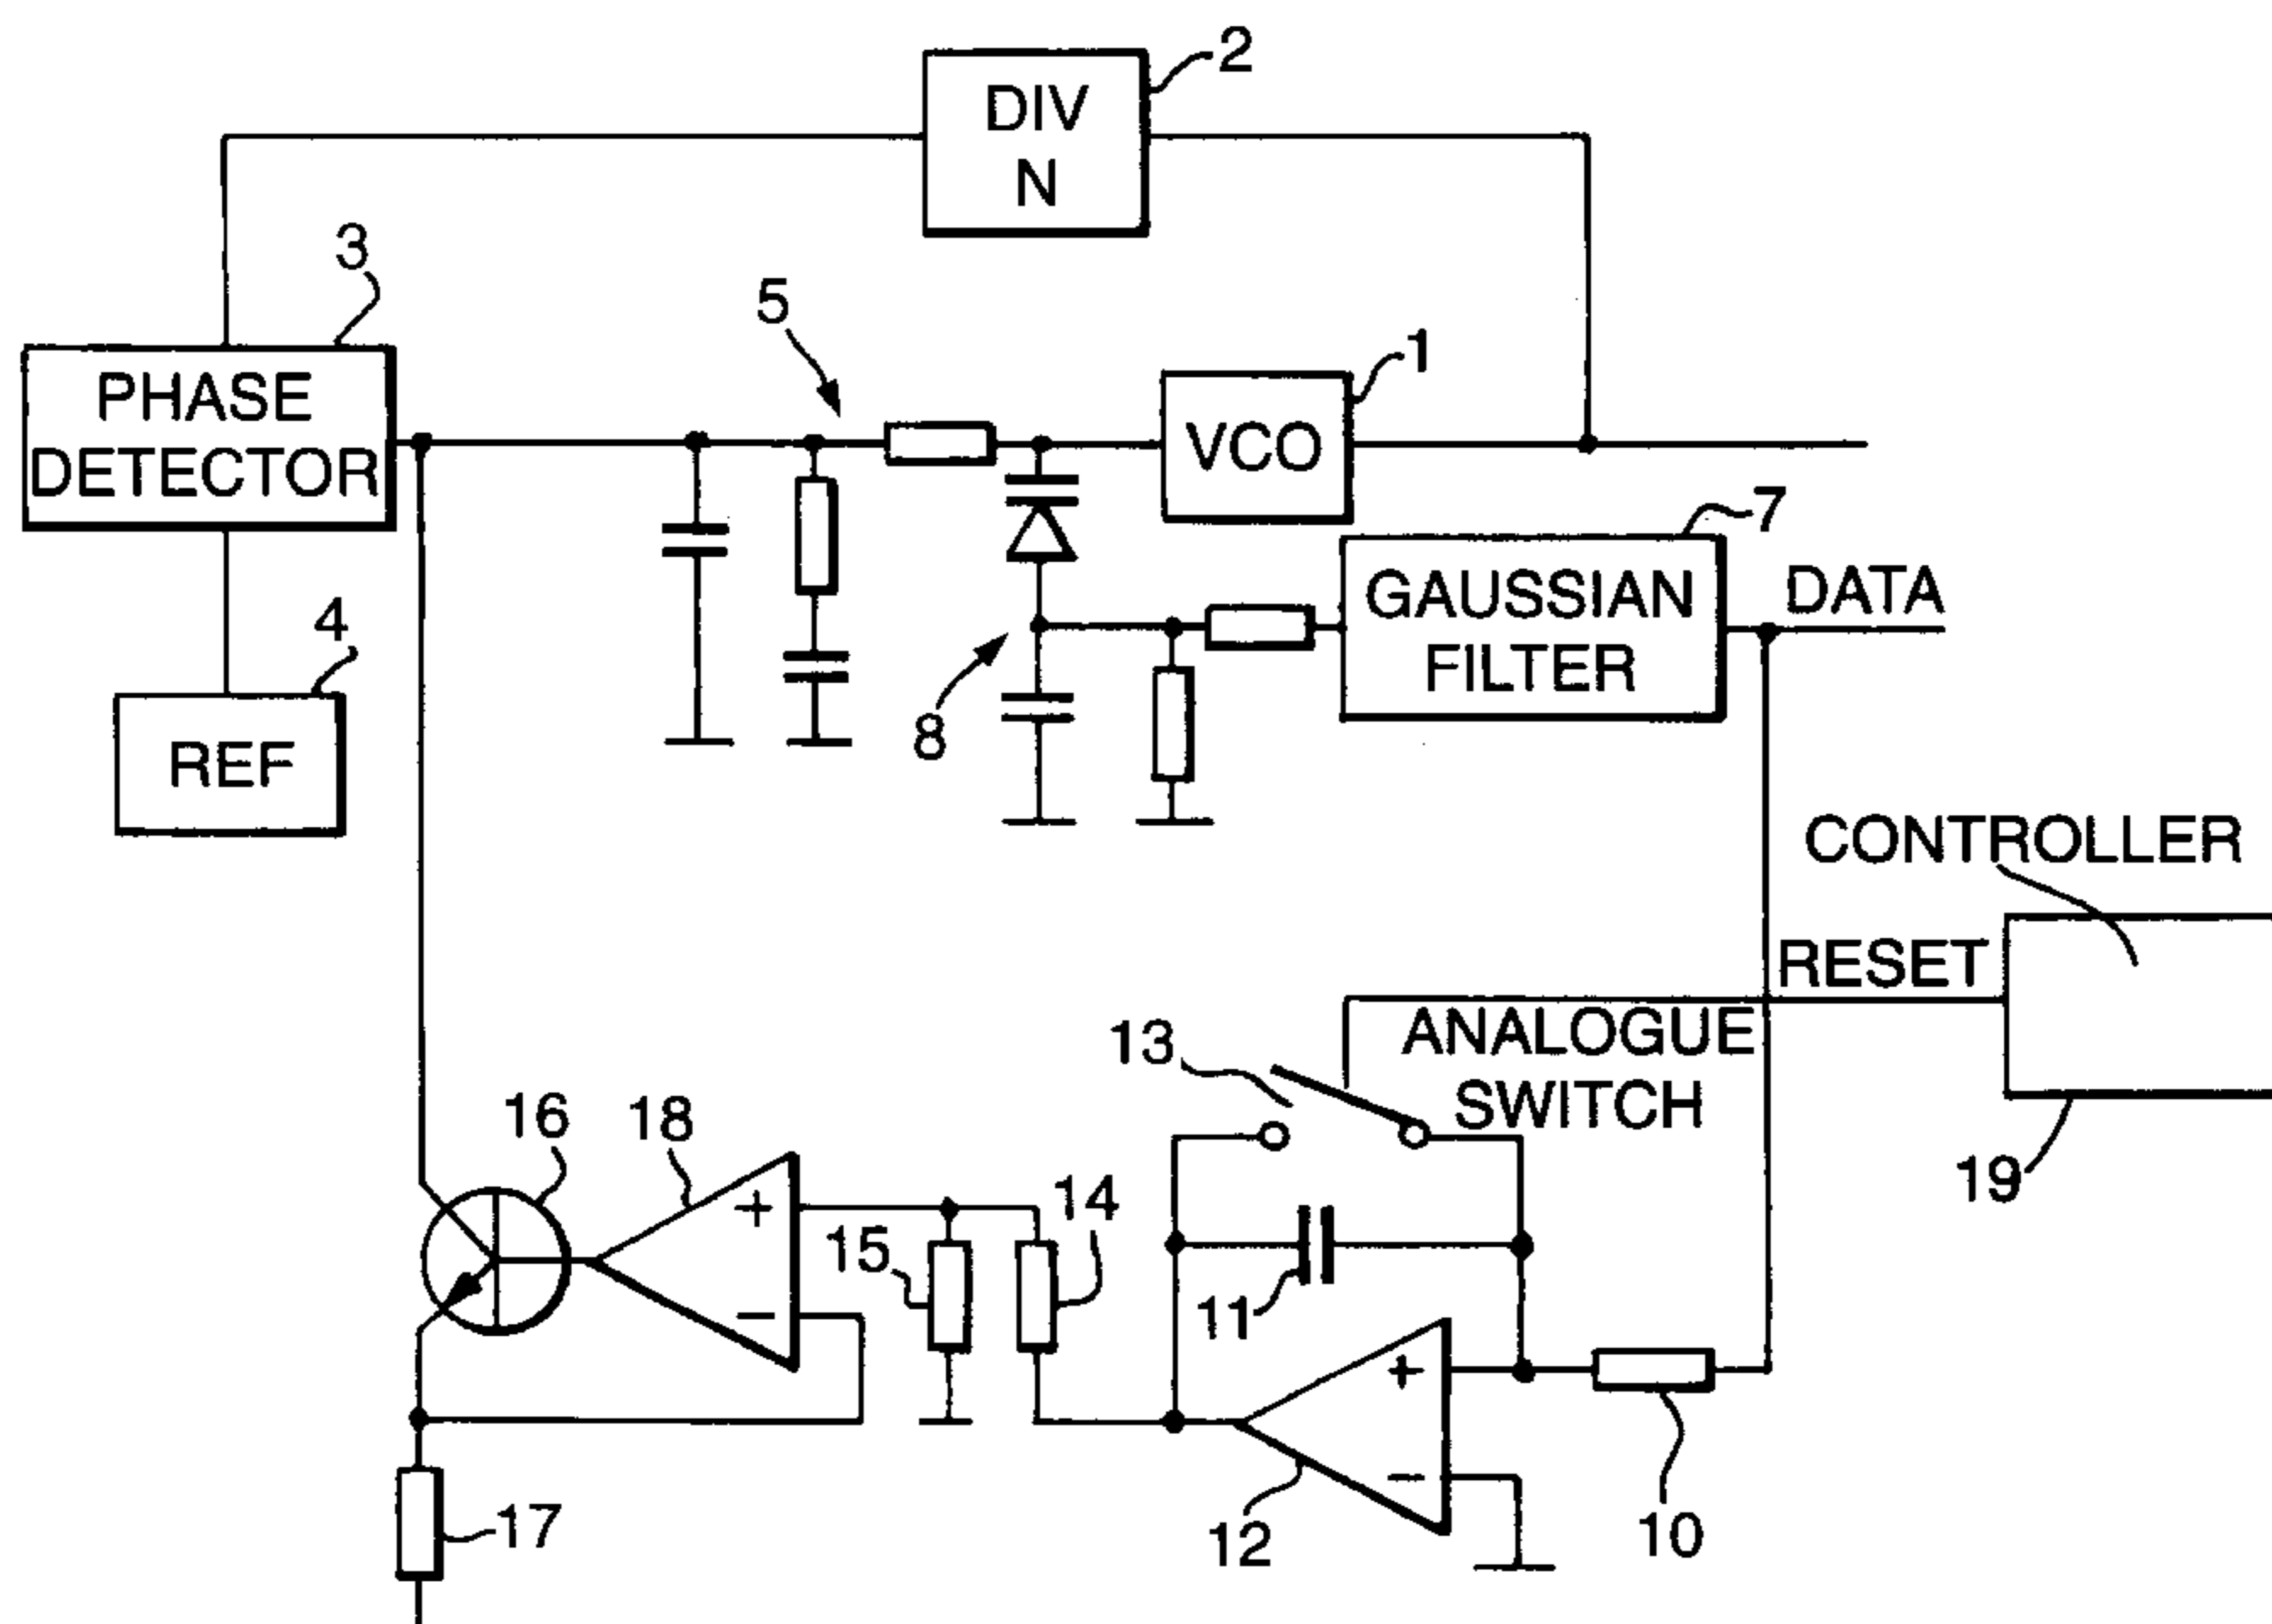 2
DIV
N
3
5
1
PHASE
DETECTOR
VCO
7
4
GAUSSIAN
FILTER
DATA
8
REF
CONTROLLER
RESET
13
ANALOGUE
SWITCH
16
18
+
14
19
15
−
11
+
17
12
−
10